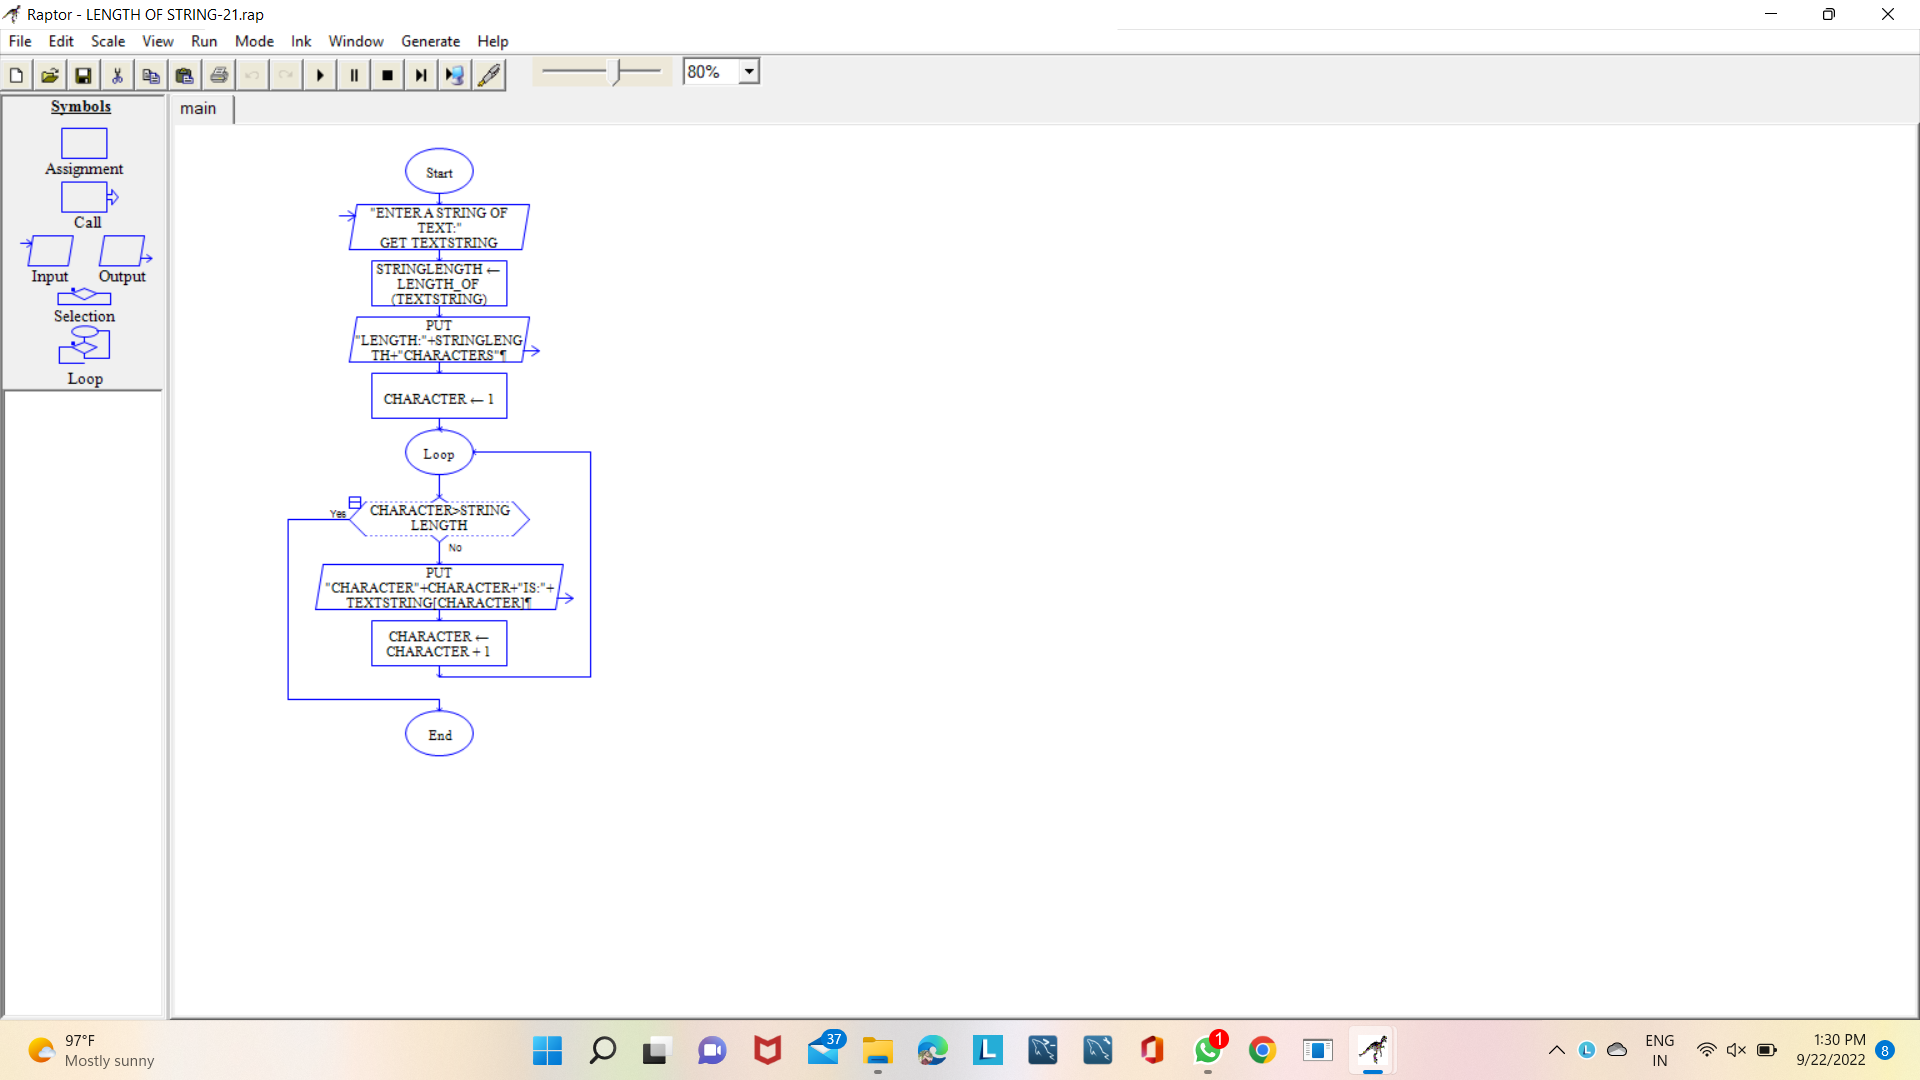 Raptor - LENGTH OF STRING-21.rap
File Edit Scale View Run Mode Ink Window Generate Help
80%
Symbols
Assignment
Call
Input Output
Selection
Loop
main
Start
"ENTER A STRING OF
TEXT:"
GET TEXTSTRING
STRINGLENGTH ←
LENGTH_OF
(TEXTSTRING)
PUT
"LENGTH:"+STRINGLENG
TH+"CHARACTERS"¶
CHARACTER ← 1
Loop
Yes
CHARACTER>STRING
LENGTH
No
PUT
"CHARACTER"+CHARACTER+"IS:"+
TEXTSTRING[CHARACTER]¶
CHARACTER ←
CHARACTER + 1
End
97°F
Mostly sunny
37
L
1
L
ENG
IN
1:30 PM
9/22/2022
8